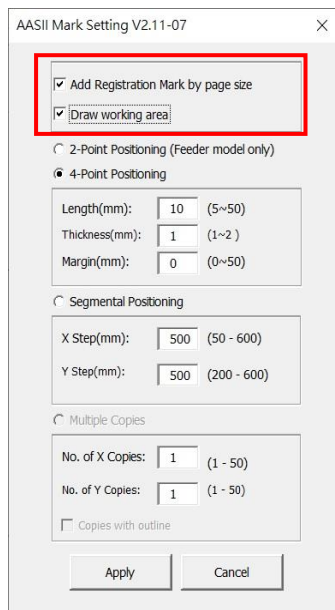 AASII Mark Setting V2.11-07
Add Registration Mark by page size
Draw working area
2-Point Positioning (Feeder model only)
4-Point Positioning
Length(mm): 10 (5~50)
Thickness(mm): 1 (1~2 )
Margin(mm): 0 (0~50)
Segmental Positioning
X Step(mm): 500 (50 - 600)
Y Step(mm): 500 (200 - 600)
Multiple Copies
No. of X Copies: 1 (1 - 50)
No. of Y Copies: 1 (1 - 50)
Copies with outline
Apply Cancel